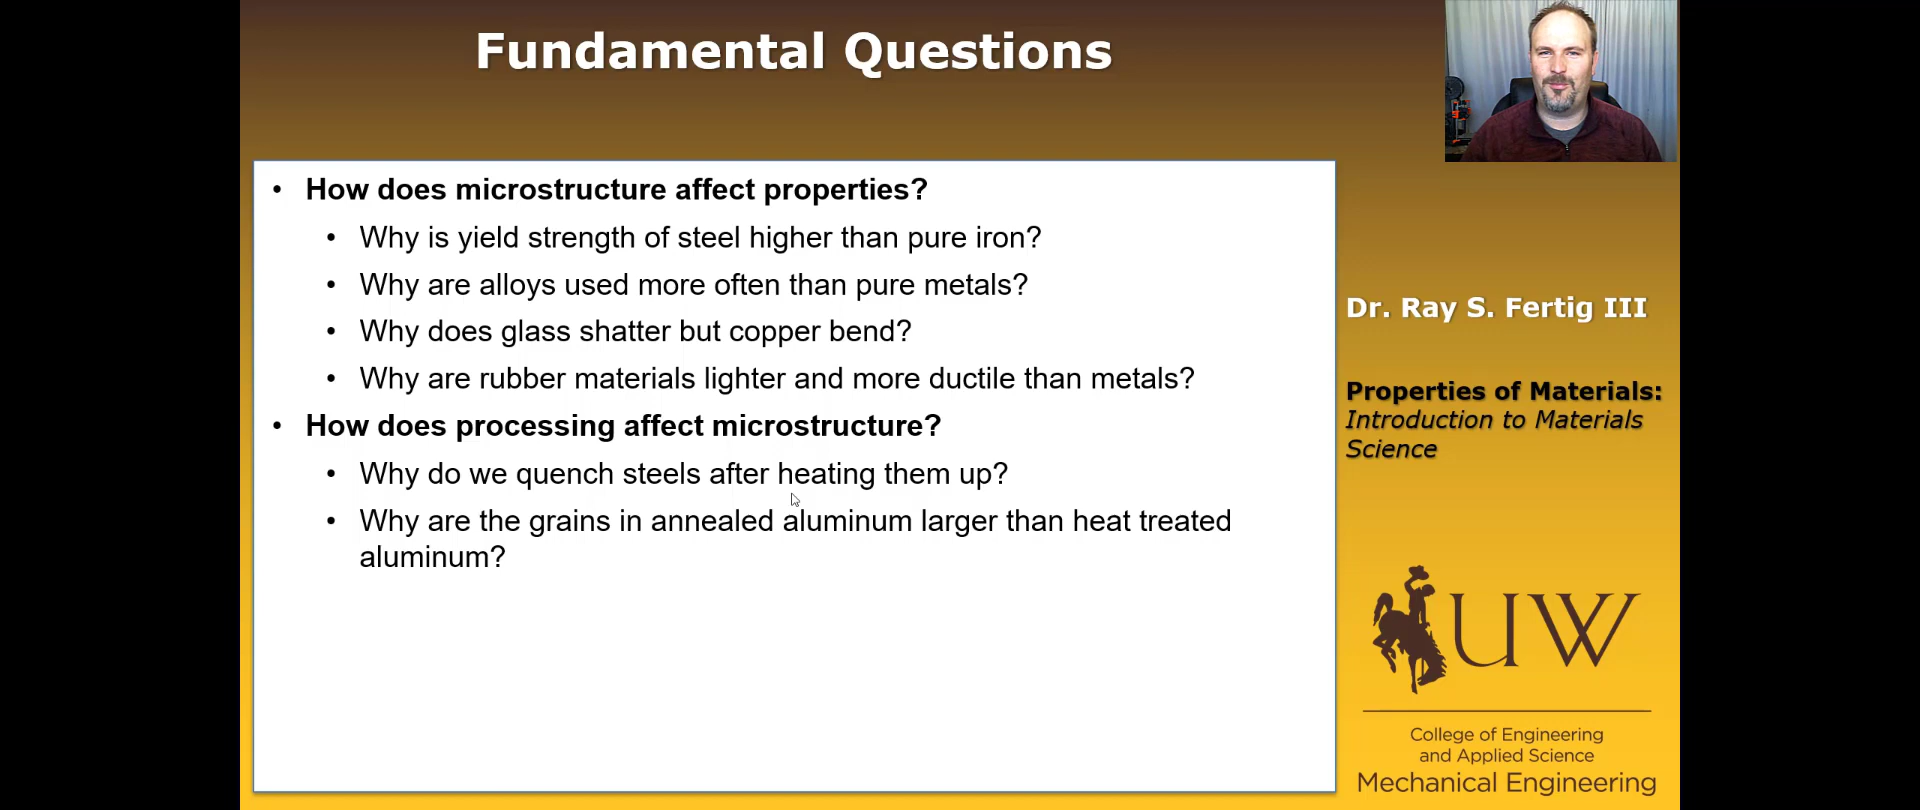 Fundamental Questions
• How does microstructure affect properties?
• Why is yield strength of steel higher than pure iron?
• Why are alloys used more often than pure metals?
• Why does glass shatter but copper bend?
• Why are rubber materials lighter and more ductile than metals?
• How does processing affect microstructure?
• Why do we quench steels after heating them up?
• Why are the grains in annealed aluminum larger than heat treated
aluminum?
Dr. Ray S. Fertig III
Properties of Materials:
Introduction to Materials
Science
UW
College of Engineering
and Applied Science
Mechanical Engineering